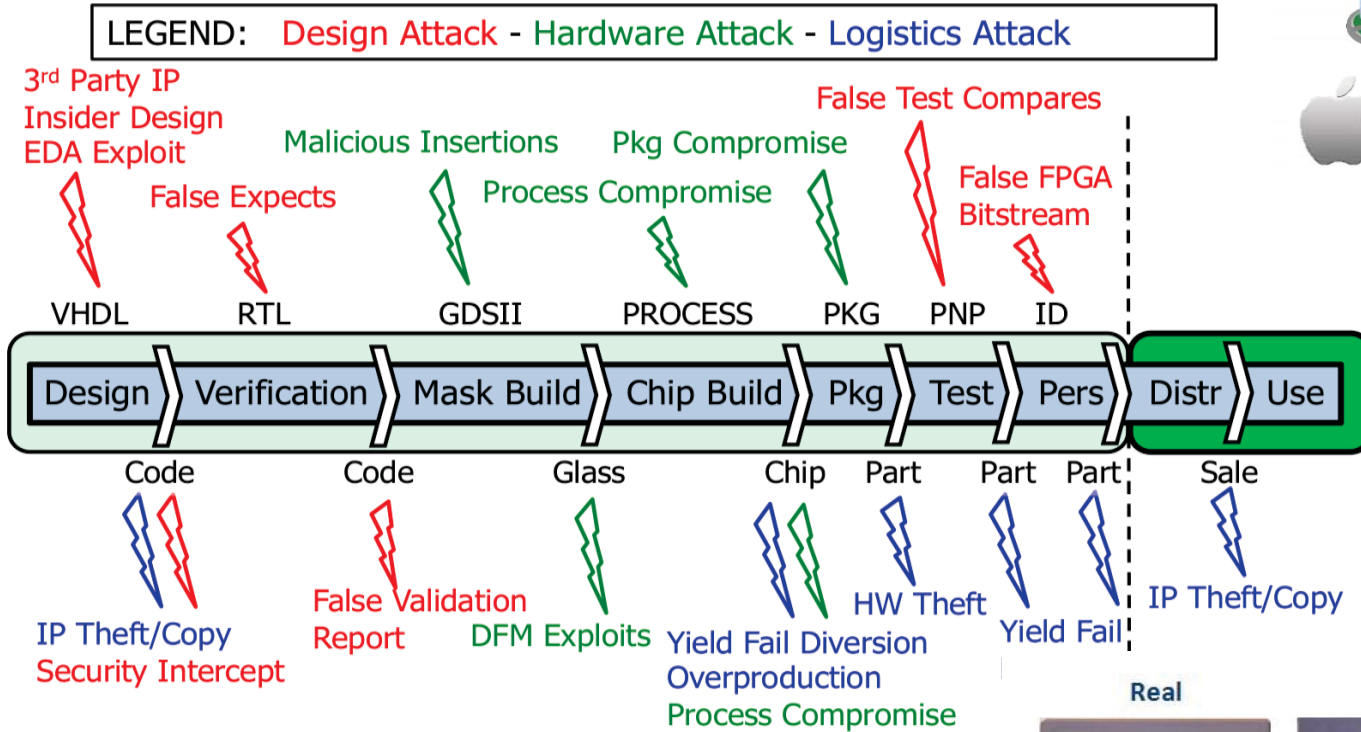 LEGEND: Design Attack - Hardware Attack - Logistics Attack
3rd Party IP
Insider Design
EDA Exploit
False Expects
Malicious Insertions
Process Compromise
Pkg Compromise
False Test Compares
False FPGA
Bitstream
VHDL RTL GDSII PROCESS PKG PNP ID
Design Verification Mask Build Chip Build Pkg Test Pers Distr Use
Code Code Glass Chip Part Part Part Sale
IP Theft/Copy
Security Intercept
False Validation
Report
DFM Exploits
Yield Fail Diversion
Overproduction
Process Compromise
HW Theft
Yield Fail
IP Theft/Copy
Real